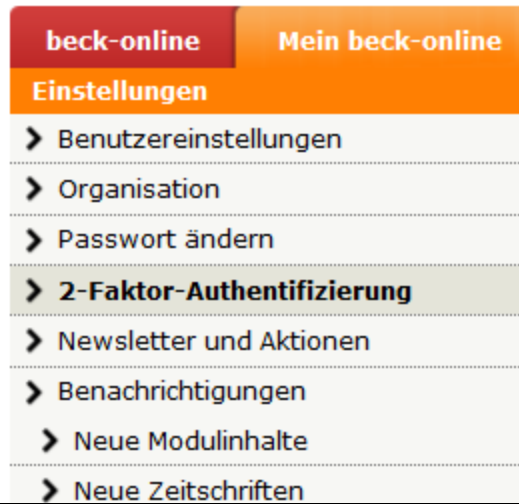 beck-online Mein beck-online
Einstellungen
Benutzereinstellungen
Organisation
Passwort ändern
2-Faktor-Authentifizierung
Newsletter und Aktionen
Benachrichtigungen
Neue Modulinhalte
Neue Zeitschriften